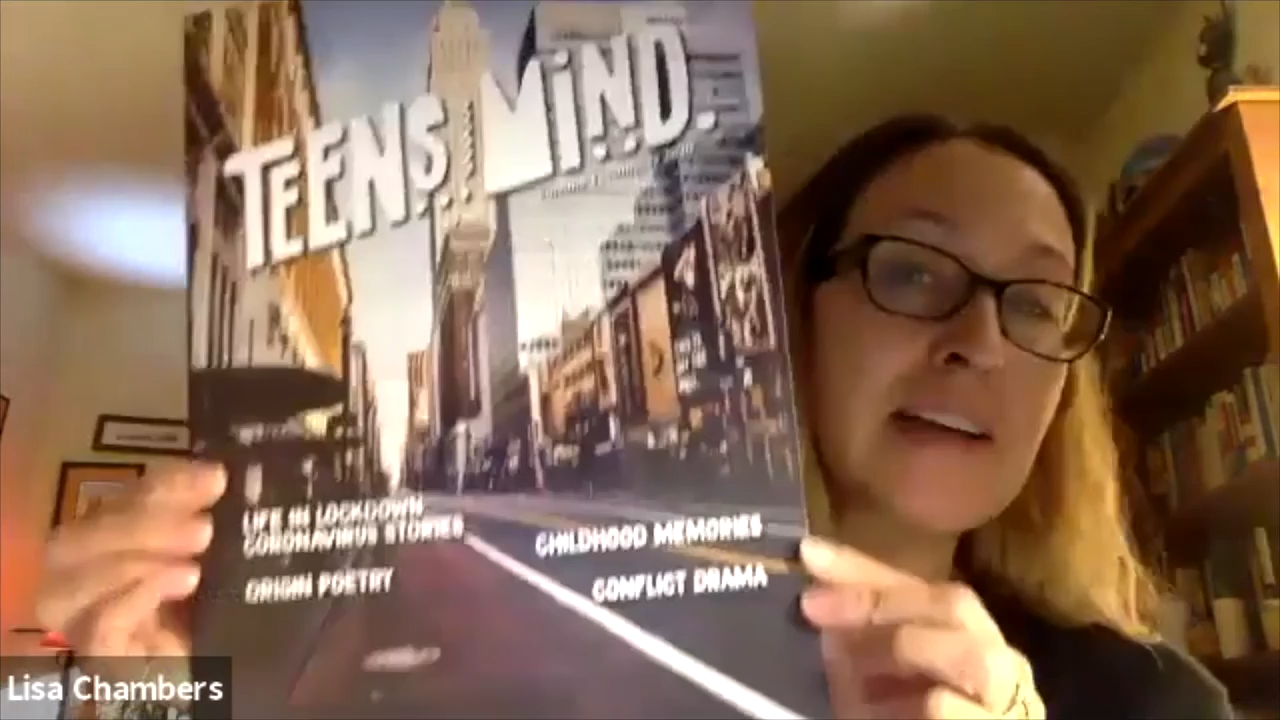 TEENS MiND.
LIFE IN LOCKDOWN
CORONAVIRUS STORIES
CHILDHOOD MEMORIES
ORIGIN POETRY
CONFLICT DRAMA
Lisa Chambers